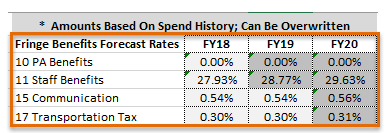 * Amounts Based On Spend History; Can Be Overwritten
Fringe Benefits Forecast Rates FY18 FY19 FY20
10 PA Benefits 0.00% 0.00% 0.00%
11 Staff Benefits 27.93% 28.77% 29.63%
15 Communication 0.54% 0.54% 0.56%
17 Transportation Tax 0.30% 0.30% 0.31%